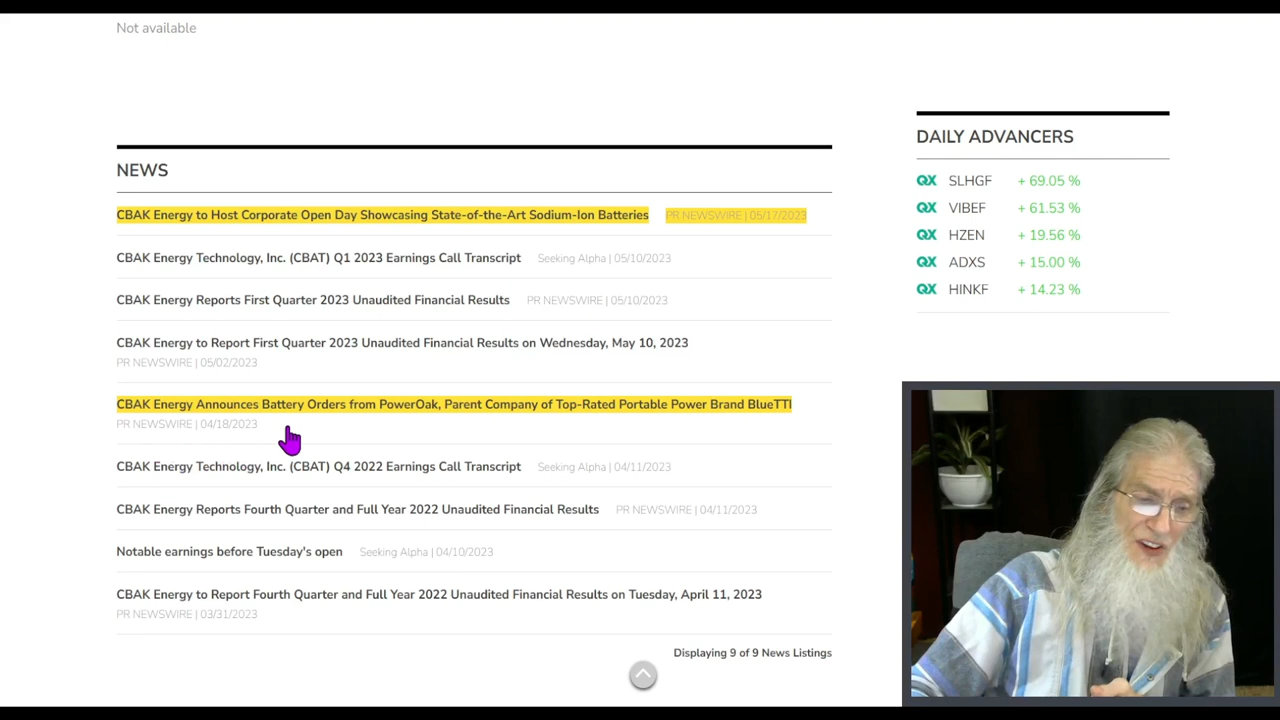 Not available
NEWS
CBAK Energy to Host Corporate Open Day Showcasing State-of-the-Art Sodium-Ion Batteries PR NEWSWIRE | 05/17/2023
CBAK Energy Technology, Inc. (CBAT) Q1 2023 Earnings Call Transcript Seeking Alpha | 05/10/2023
CBAK Energy Reports First Quarter 2023 Unaudited Financial Results PR NEWSWIRE | 05/10/2023
CBAK Energy to Report First Quarter 2023 Unaudited Financial Results on Wednesday, May 10, 2023
PR NEWSWIRE | 05/02/2023
CBAK Energy Announces Battery Orders from PowerOak, Parent Company of Top-Rated Portable Power Brand BlueTTI
PR NEWSWIRE | 04/18/2023
CBAK Energy Technology, Inc. (CBAT) Q4 2022 Earnings Call Transcript Seeking Alpha | 04/11/2023
CBAK Energy Reports Fourth Quarter and Full Year 2022 Unaudited Financial Results PR NEWSWIRE | 04/11/2023
Notable earnings before Tuesday's open Seeking Alpha | 04/10/2023
CBAK Energy to Report Fourth Quarter and Full Year 2022 Unaudited Financial Results on Tuesday, April 11, 2023
PR NEWSWIRE | 03/31/2023
Displaying 9 of 9 News Listings
DAILY ADVANCERS
QX SLHGF + 69.05 %
QX VIBEF + 61.53 %
QX HZEN + 19.56 %
QX ADXS + 15.00 %
QX HINKF + 14.23 %